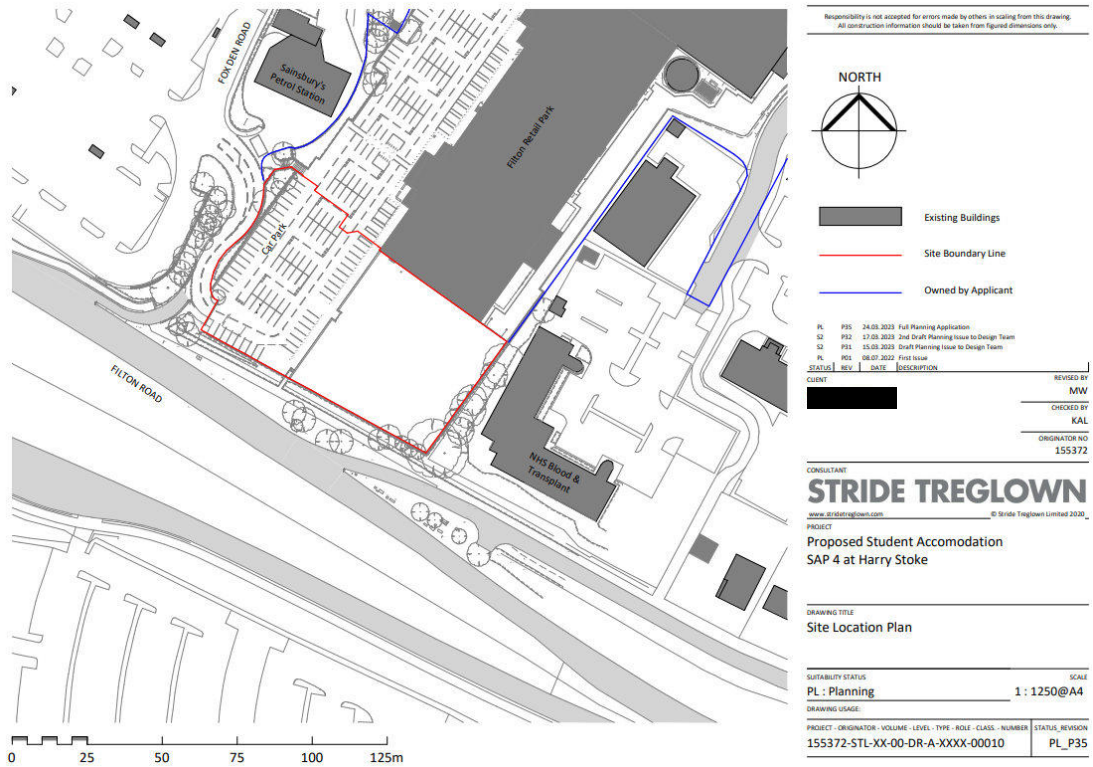 FOX DEN ROAD
Sainsbury's
Petrol Station
Filton Retail Park
Car Park
FILTON ROAD
NHS Blood &
Transplant
0 25 50 75 100 125m
Responsibility is not accepted for errors made by others in scaling from this drawing.
All construction information should be taken from figured dimensions only.
NORTH
Existing Buildings
Site Boundary Line
Owned by Applicant
PL P35 24.03.2023 Full Planning Application
S2 P32 17.03.2023 2nd Draft Planning Issue to Design Team
S2 P31 15.03.2023 Draft Planning Issue to Design Team
PL P01 08.07.2022 First Issue
STATUS REV DATE DESCRIPTION
CLIENT
REVISED BY
MW
CHECKED BY
KAL
ORIGINATOR NO
155372
CONSULTANT
STRIDE TREGLOWN
www.stridetreglown.com © Stride Treglown Limited 2020
PROJECT
Proposed Student Accomodation
SAP 4 at Harry Stoke
DRAWING TITLE
Site Location Plan
SUITABILITY STATUS SCALE
PL : Planning 1 : 1250@A4
DRAWING USAGE:
PROJECT - ORIGINATOR - VOLUME - LEVEL - TYPE - ROLE - CLASS. - NUMBER STATUS_REVISION
155372-STL-XX-00-DR-A-XXXX-00010 PL_P35